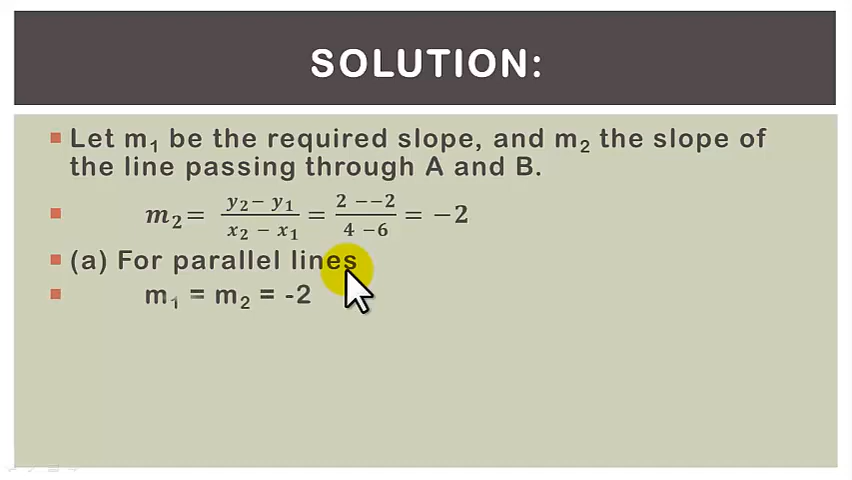 SOLUTION:
▪ Let m₁ be the required slope, and m₂ the slope of
the line passing through A and B.
▪ m₂ = (y₂ − y₁)/(x₂ − x₁) = (2 −−2)/(4 −6) = −2
▪ (a) For parallel lines
▪ m₁ = m₂ = -2